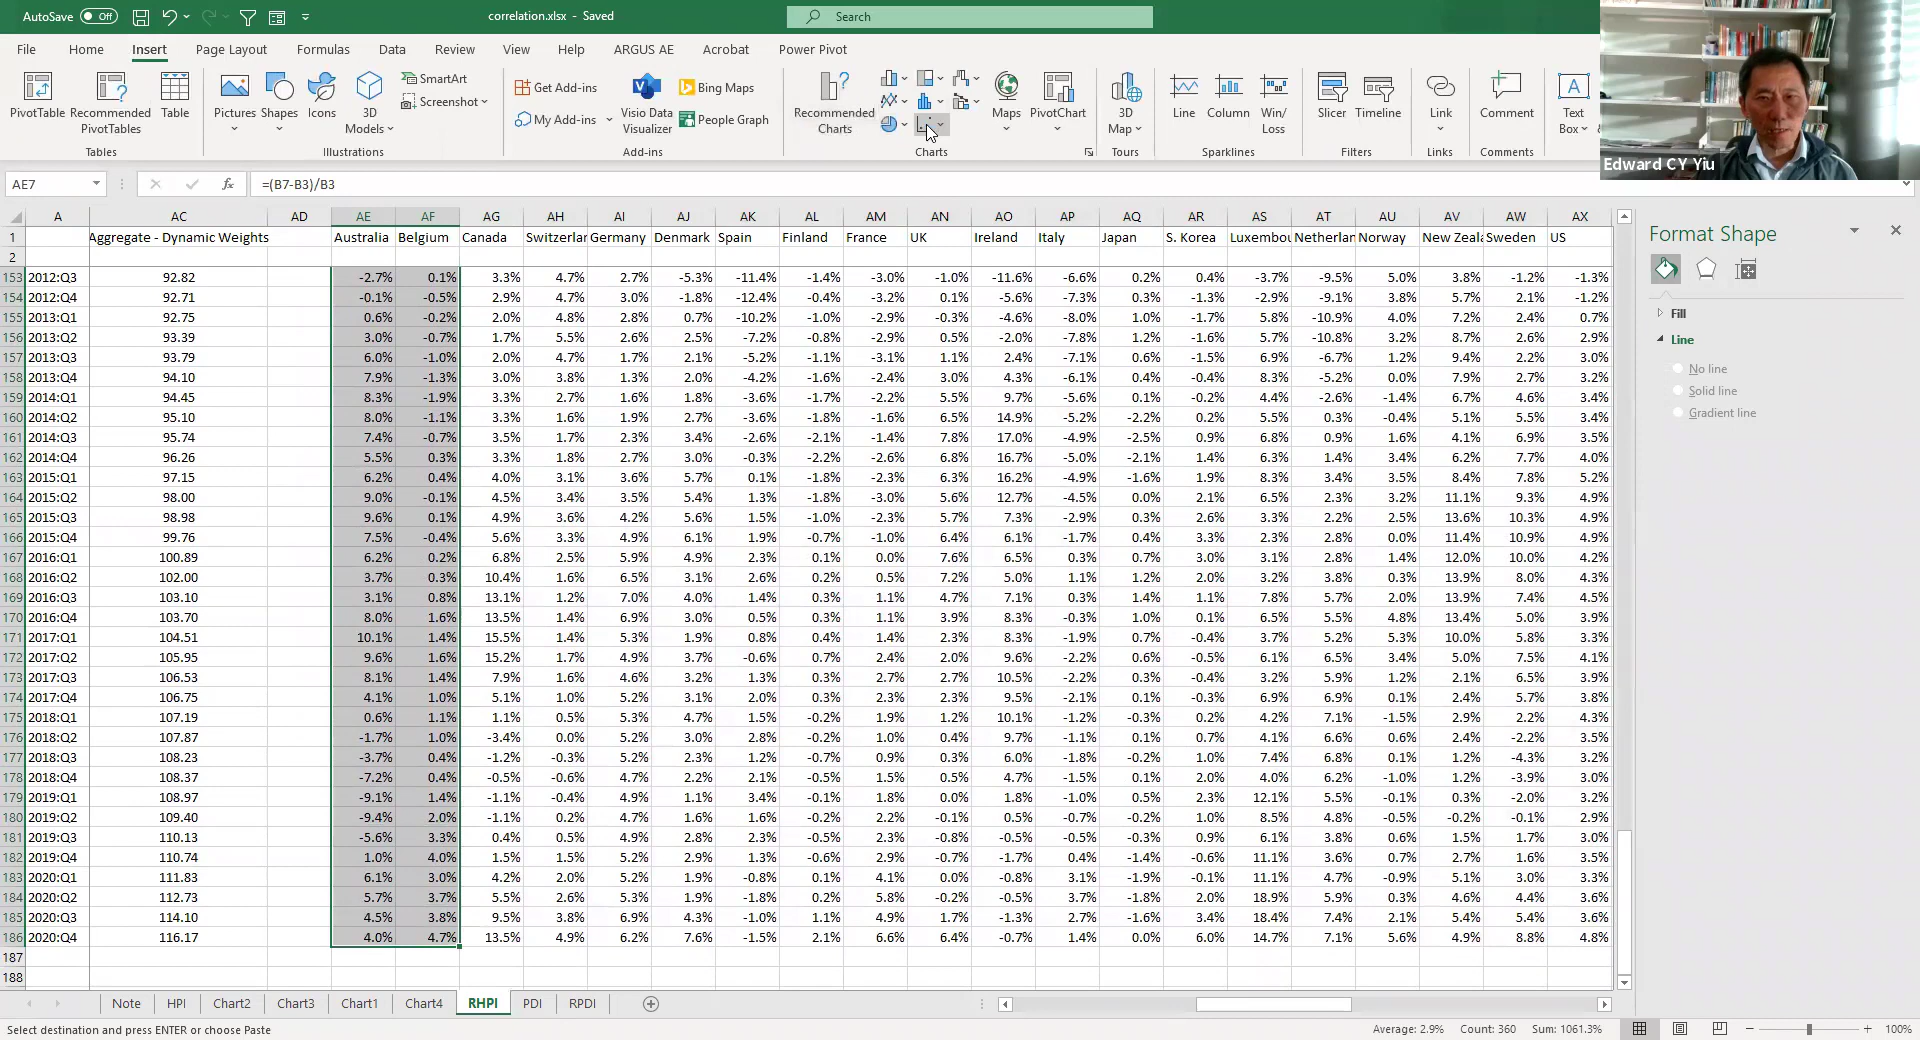 AutoSave Off correlation.xlsx - Saved Search
File Home Insert Page Layout Formulas Data Review View Help ARGUS AE Acrobat Power Pivot
PivotTable Recommended PivotTables Table Pictures Shapes Icons 3D Models SmartArt Screenshot Get Add-ins My Add-ins Visio Data Visualizer Bing Maps People Graph Recommended Charts Maps PivotChart 3D Map Line Column Win/ Loss Slicer Timeline Link Comment Text Box
Tables Illustrations Add-ins Charts Tours Sparklines Filters Links Comments
Edward CY Yiu
AE7 fx =(B7-B3)/B3
A AC AD AE AF AG AH AI AJ AK AL AM AN AO AP AQ AR AS AT AU AV AW AX
1 Aggregate - Dynamic Weights Australia Belgium Canada Switzerlan Germany Denmark Spain Finland France UK Ireland Italy Japan S. Korea Luxembou Netherlan Norway New Zeala Sweden US
2
153 2012:Q3 92.82 -2.7% 0.1% 3.3% 4.7% 2.7% -5.3% -11.4% -1.4% -3.0% -1.0% -11.6% -6.6% 0.2% 0.4% -3.7% -9.5% 5.0% 3.8% -1.2% -1.3%
154 2012:Q4 92.71 -0.1% -0.5% 2.9% 4.7% 3.0% -1.8% -12.4% -0.4% -3.2% 0.1% -5.6% -7.3% 0.3% -1.3% -2.9% -9.1% 3.8% 5.7% 2.1% -1.2%
155 2013:Q1 92.75 0.6% -0.2% 2.0% 4.8% 2.8% 0.7% -10.2% -1.0% -2.9% -0.3% -4.6% -8.0% 1.0% -1.7% 5.8% -10.9% 4.0% 7.2% 2.4% 0.7%
156 2013:Q2 93.39 3.0% -0.7% 1.7% 5.5% 2.6% 2.5% -7.2% -0.8% -2.9% 0.5% -2.0% -7.8% 1.2% -1.6% 5.7% -10.8% 3.2% 8.7% 2.6% 2.9%
157 2013:Q3 93.79 6.0% -1.0% 2.0% 4.7% 1.7% 2.1% -5.2% -1.1% -3.1% 1.1% 2.4% -7.1% 0.6% -1.5% 6.9% -6.7% 1.2% 9.4% 2.2% 3.0%
158 2013:Q4 94.10 7.9% -1.3% 3.0% 3.8% 1.3% 2.0% -4.2% -1.6% -2.4% 3.0% 4.3% -6.1% 0.4% -0.4% 8.3% -5.2% 0.0% 7.9% 2.7% 3.2%
159 2014:Q1 94.45 8.3% -1.9% 3.3% 2.7% 1.6% 1.8% -3.6% -1.7% -2.2% 5.5% 9.7% -5.6% 0.1% -0.2% 4.4% -2.6% -1.4% 6.7% 4.6% 3.4%
160 2014:Q2 95.10 8.0% -1.1% 3.3% 1.6% 1.9% 2.7% -3.6% -1.8% -1.6% 6.5% 14.9% -5.2% -2.2% 0.2% 5.5% 0.3% -0.4% 5.1% 5.5% 3.4%
161 2014:Q3 95.74 7.4% -0.7% 3.5% 1.7% 2.3% 3.4% -2.6% -2.1% -1.4% 7.8% 17.0% -4.9% -2.5% 0.9% 6.8% 0.9% 1.6% 4.1% 6.9% 3.5%
162 2014:Q4 96.26 5.5% 0.3% 3.3% 1.8% 2.7% 3.0% -0.3% -2.2% -2.6% 6.8% 16.7% -5.0% -2.1% 1.4% 6.3% 1.4% 3.4% 6.2% 7.7% 4.0%
163 2015:Q1 97.15 6.2% 0.4% 4.0% 3.1% 3.6% 5.7% 0.1% -1.8% -2.3% 6.3% 16.2% -4.9% -1.6% 1.9% 8.3% 3.4% 3.5% 8.4% 7.8% 5.2%
164 2015:Q2 98.00 9.0% -0.1% 4.5% 3.4% 3.5% 5.4% 1.3% -1.8% -3.0% 5.6% 12.7% -4.5% 0.0% 2.1% 6.5% 2.3% 3.2% 11.1% 9.3% 4.9%
165 2015:Q3 98.98 9.6% 0.1% 4.9% 3.6% 4.2% 5.6% 1.5% -1.0% -2.3% 5.7% 7.3% -2.9% 0.3% 2.6% 3.3% 2.2% 2.5% 13.6% 10.3% 4.9%
166 2015:Q4 99.76 7.5% -0.4% 5.6% 3.3% 4.9% 6.1% 1.9% -0.7% -1.0% 6.4% 6.1% -1.7% 0.4% 3.3% 2.3% 2.8% 0.0% 11.4% 10.9% 4.9%
167 2016:Q1 100.89 6.2% 0.2% 6.8% 2.5% 5.9% 4.9% 2.3% 0.1% 0.0% 7.6% 6.5% 0.3% 0.7% 3.0% 3.1% 2.8% 1.4% 12.0% 10.0% 4.2%
168 2016:Q2 102.00 3.7% 0.3% 10.4% 1.6% 6.5% 3.1% 2.6% 0.2% 0.5% 7.2% 5.0% 1.1% 1.2% 2.0% 3.2% 3.8% 0.3% 13.9% 8.0% 4.3%
169 2016:Q3 103.10 3.1% 0.8% 13.1% 1.2% 7.0% 4.0% 1.4% 0.3% 1.1% 4.7% 7.1% 0.3% 1.4% 1.1% 7.8% 5.7% 2.0% 13.9% 7.4% 4.5%
170 2016:Q4 103.70 8.0% 1.6% 13.5% 1.4% 6.9% 3.0% 0.5% 0.3% 1.1% 3.9% 8.3% -0.3% 1.0% 0.1% 6.5% 5.5% 4.8% 13.4% 5.0% 3.9%
171 2017:Q1 104.51 10.1% 1.4% 15.5% 1.4% 5.3% 1.9% 0.8% 0.4% 1.4% 2.3% 8.3% -1.9% 0.7% -0.4% 3.7% 5.2% 5.3% 10.0% 5.8% 3.3%
172 2017:Q2 105.95 9.6% 1.6% 15.2% 1.7% 4.9% 3.7% -0.6% 0.7% 2.4% 2.0% 9.6% -2.2% 0.6% -0.5% 6.1% 6.5% 3.4% 5.0% 7.5% 4.1%
173 2017:Q3 106.53 8.1% 1.4% 7.9% 1.6% 4.6% 3.2% 1.3% 0.3% 2.7% 2.7% 10.5% -2.2% 0.3% -0.4% 3.2% 5.9% 1.2% 2.1% 6.5% 3.9%
174 2017:Q4 106.75 4.1% 1.0% 5.1% 1.0% 5.2% 3.1% 2.0% 0.3% 2.3% 2.3% 9.5% -2.1% 0.1% -0.3% 6.9% 6.9% 0.1% 2.4% 5.7% 3.8%
175 2018:Q1 107.19 0.6% 1.1% 1.1% 0.5% 5.3% 4.7% 1.5% -0.2% 1.9% 1.2% 10.1% -1.2% -0.3% 0.2% 4.2% 7.1% -1.5% 2.9% 2.2% 4.3%
176 2018:Q2 107.87 -1.7% 1.0% -3.4% 0.0% 5.2% 3.0% 2.8% -0.2% 1.0% 0.4% 9.7% -1.1% 0.1% 0.7% 4.1% 6.6% 0.6% 2.4% -2.2% 3.5%
177 2018:Q3 108.23 -3.7% 0.4% -1.2% -0.3% 5.2% 2.3% 1.2% -0.7% 0.9% 0.3% 6.0% -1.8% -0.2% 1.0% 7.4% 6.8% 0.1% 1.2% -4.3% 3.2%
178 2018:Q4 108.37 -7.2% 0.4% -0.5% -0.6% 4.7% 2.2% 2.1% -0.5% 1.5% 0.5% 4.7% -1.5% 0.1% 2.0% 4.0% 6.2% -1.0% 1.2% -3.9% 3.0%
179 2019:Q1 108.97 -9.1% 1.4% -1.1% -0.4% 4.9% 1.1% 3.4% -0.1% 1.8% 0.0% 1.8% -1.0% 0.5% 2.3% 12.1% 5.5% -0.1% 0.3% -2.0% 3.2%
180 2019:Q2 109.40 -9.4% 2.0% -1.1% 0.2% 4.7% 1.6% 1.6% -0.2% 2.2% -0.1% 0.5% -0.7% -0.2% 1.0% 8.5% 4.8% -0.5% -0.2% -0.1% 2.9%
181 2019:Q3 110.13 -5.6% 3.3% 0.4% 0.5% 4.9% 2.8% 2.3% -0.5% 2.3% -0.8% -0.5% -0.5% -0.3% 0.9% 6.1% 3.8% 0.6% 1.5% 1.7% 3.0%
182 2019:Q4 110.74 1.0% 4.0% 1.5% 1.5% 5.2% 2.9% 1.3% -0.6% 2.9% -0.7% -1.7% 0.4% -1.4% -0.6% 11.1% 3.6% 0.7% 2.7% 1.6% 3.5%
183 2020:Q1 111.83 6.1% 3.0% 4.2% 2.0% 5.2% 1.9% -0.8% 0.1% 4.1% 0.0% -0.8% 3.1% -1.9% -0.1% 11.1% 4.7% -0.9% 5.1% 3.0% 3.3%
184 2020:Q2 112.73 5.7% 3.7% 5.5% 2.6% 5.3% 1.9% -1.8% 0.2% 5.8% -0.2% -0.5% 3.7% -1.8% 0.2% 18.9% 5.9% 0.3% 4.6% 4.4% 3.6%
185 2020:Q3 114.10 4.5% 3.8% 9.5% 3.8% 6.9% 4.3% -1.0% 1.1% 4.9% 1.7% -1.3% 2.7% -1.6% 3.4% 18.4% 7.4% 2.1% 5.4% 5.4% 3.6%
186 2020:Q4 116.17 4.0% 4.7% 13.5% 4.9% 6.2% 7.6% -1.5% 2.1% 6.6% 6.4% -0.7% 1.4% 0.0% 6.0% 14.7% 7.1% 5.6% 4.9% 8.8% 4.8%
187
188
Format Shape
Fill
Line
No line
Solid line
Gradient line
Note HPI Chart2 Chart3 Chart1 Chart4 RHPI PDI RPDI
Select destination and press ENTER or choose Paste Average: 2.9% Count: 360 Sum: 1061.3% 100%